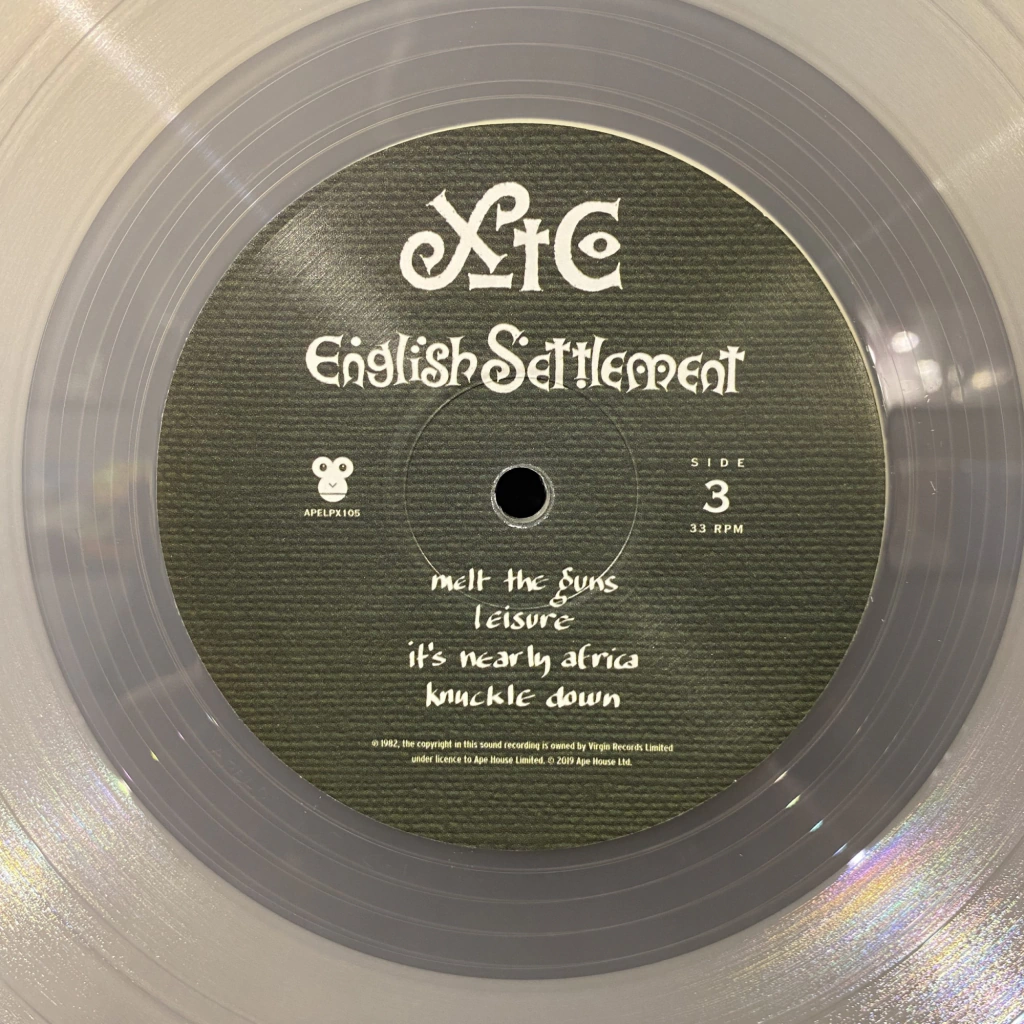 XTC
English Settlement
SIDE
3
33 RPM
APELPX105
melt the guns
leisure
it's nearly africa
knuckle down
℗ 1982, the copyright in this sound recording is owned by Virgin Records Limited
under licence to Ape House Limited. © 2019 Ape House Ltd.